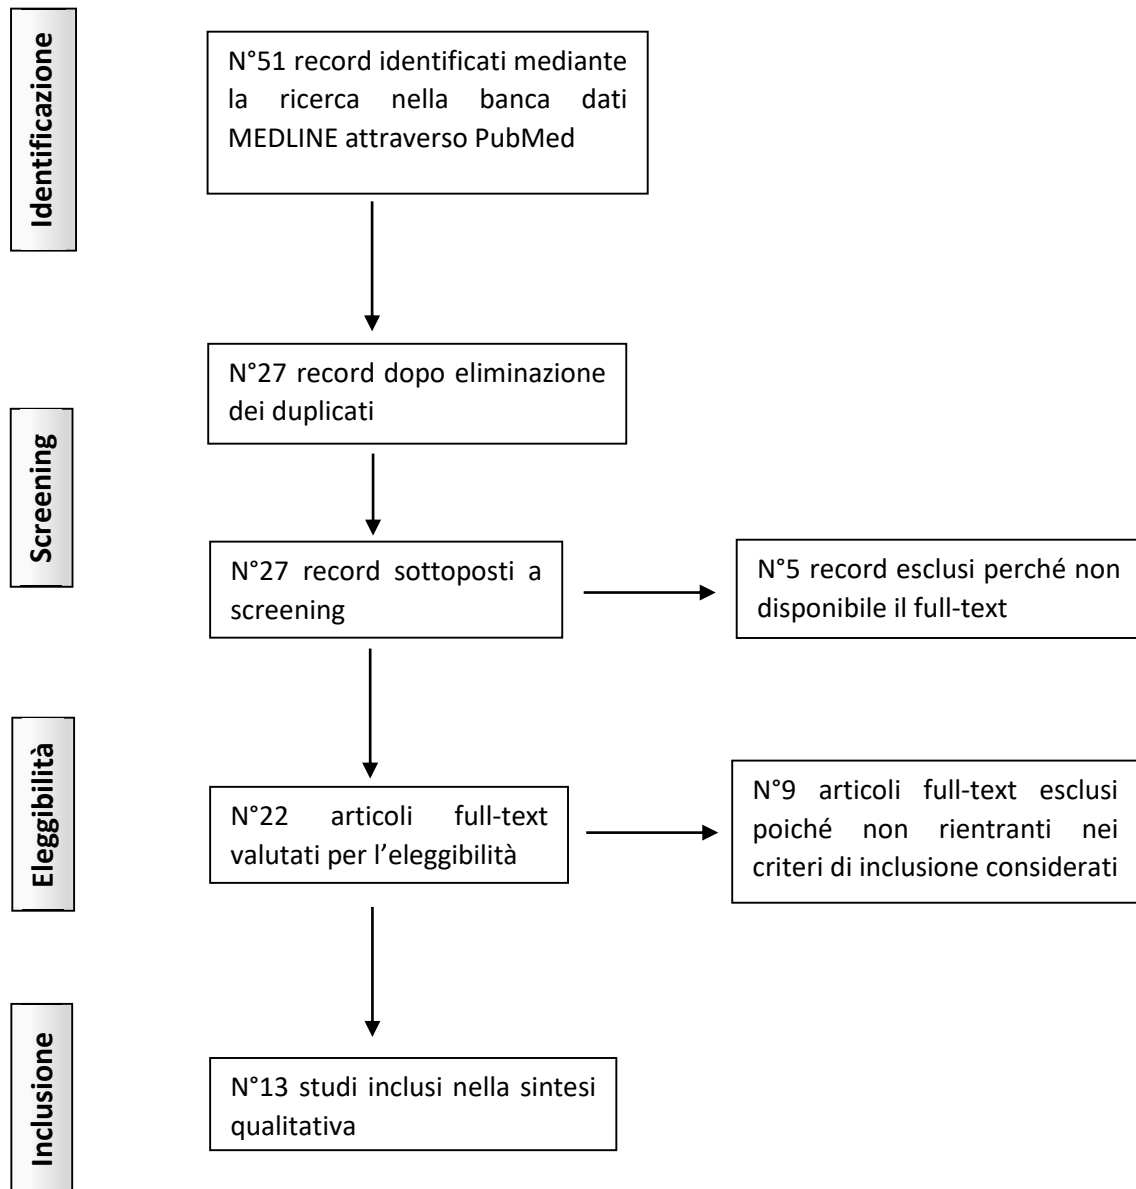 Identificazione
N°51 record identificati mediante
la ricerca nella banca dati
MEDLINE attraverso PubMed
N°27 record dopo eliminazione
dei duplicati
Screening
N°27 record sottoposti a
screening
N°5 record esclusi perché non
disponibile il full-text
Eleggibilità
N°22 articoli full-text
valutati per l’eleggibilità
N°9 articoli full-text esclusi
poiché non rientranti nei
criteri di inclusione considerati
Inclusione
N°13 studi inclusi nella sintesi
qualitativa